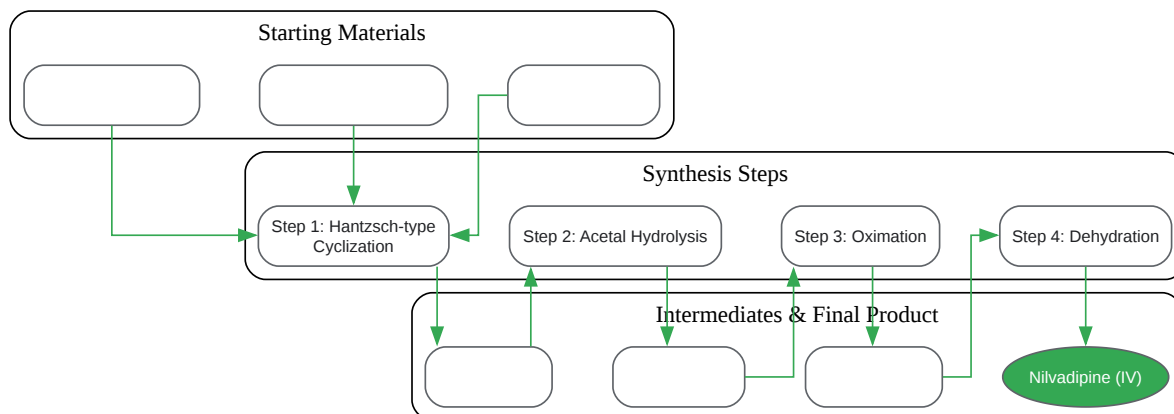 Starting Materials
Synthesis Steps
Step 1: Hantzsch-type
Cyclization
Step 2: Acetal Hydrolysis
Step 3: Oximation
Step 4: Dehydration
Intermediates & Final Product
Nilvadipine (IV)